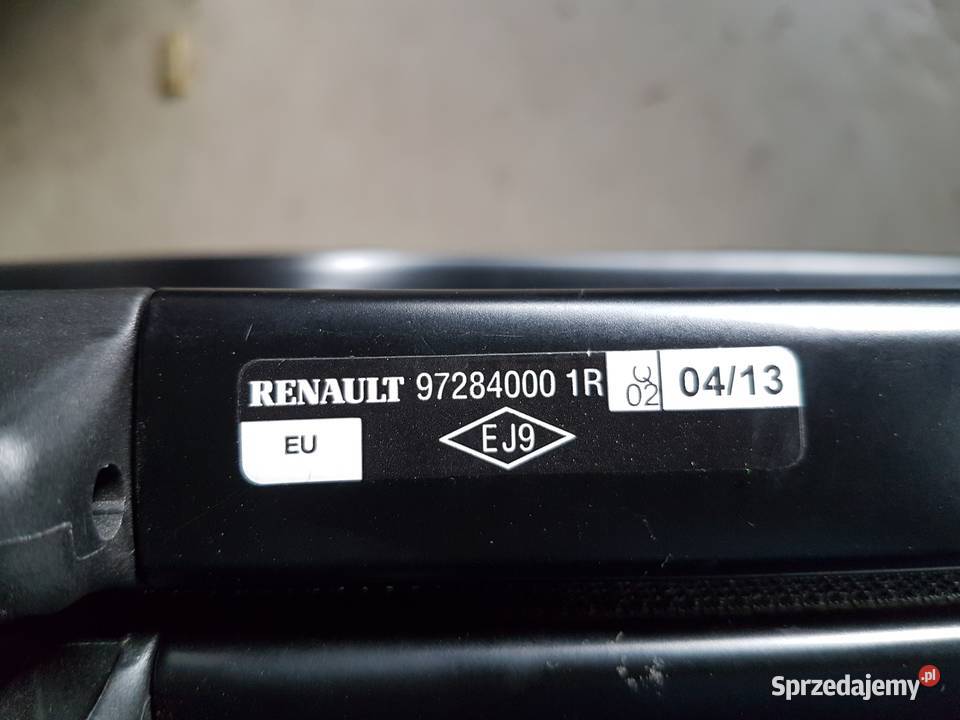 RENAULT 97284000 1R C 02 04/13
EU
EJ9
Sprzedajemy.pl